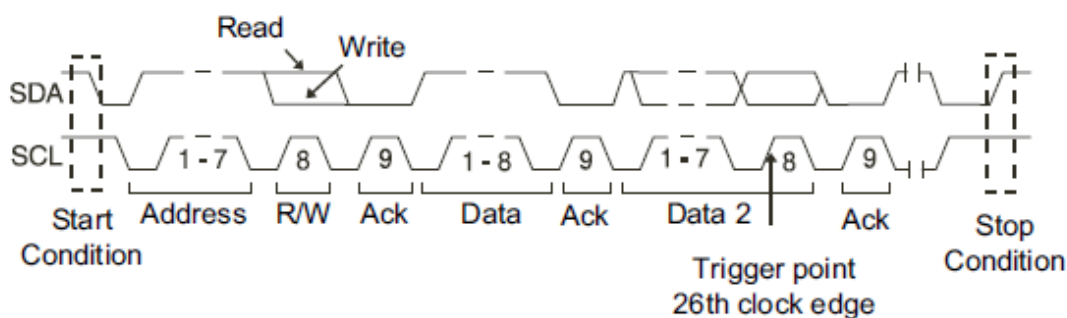 Read
Write
SDA
SCL
1 - 7 8 9 1 - 8 9 1 - 7 8 9
Address R/W Ack Data Ack Data 2 Ack
Start
Condition
Stop
Condition
Trigger point
26th clock edge